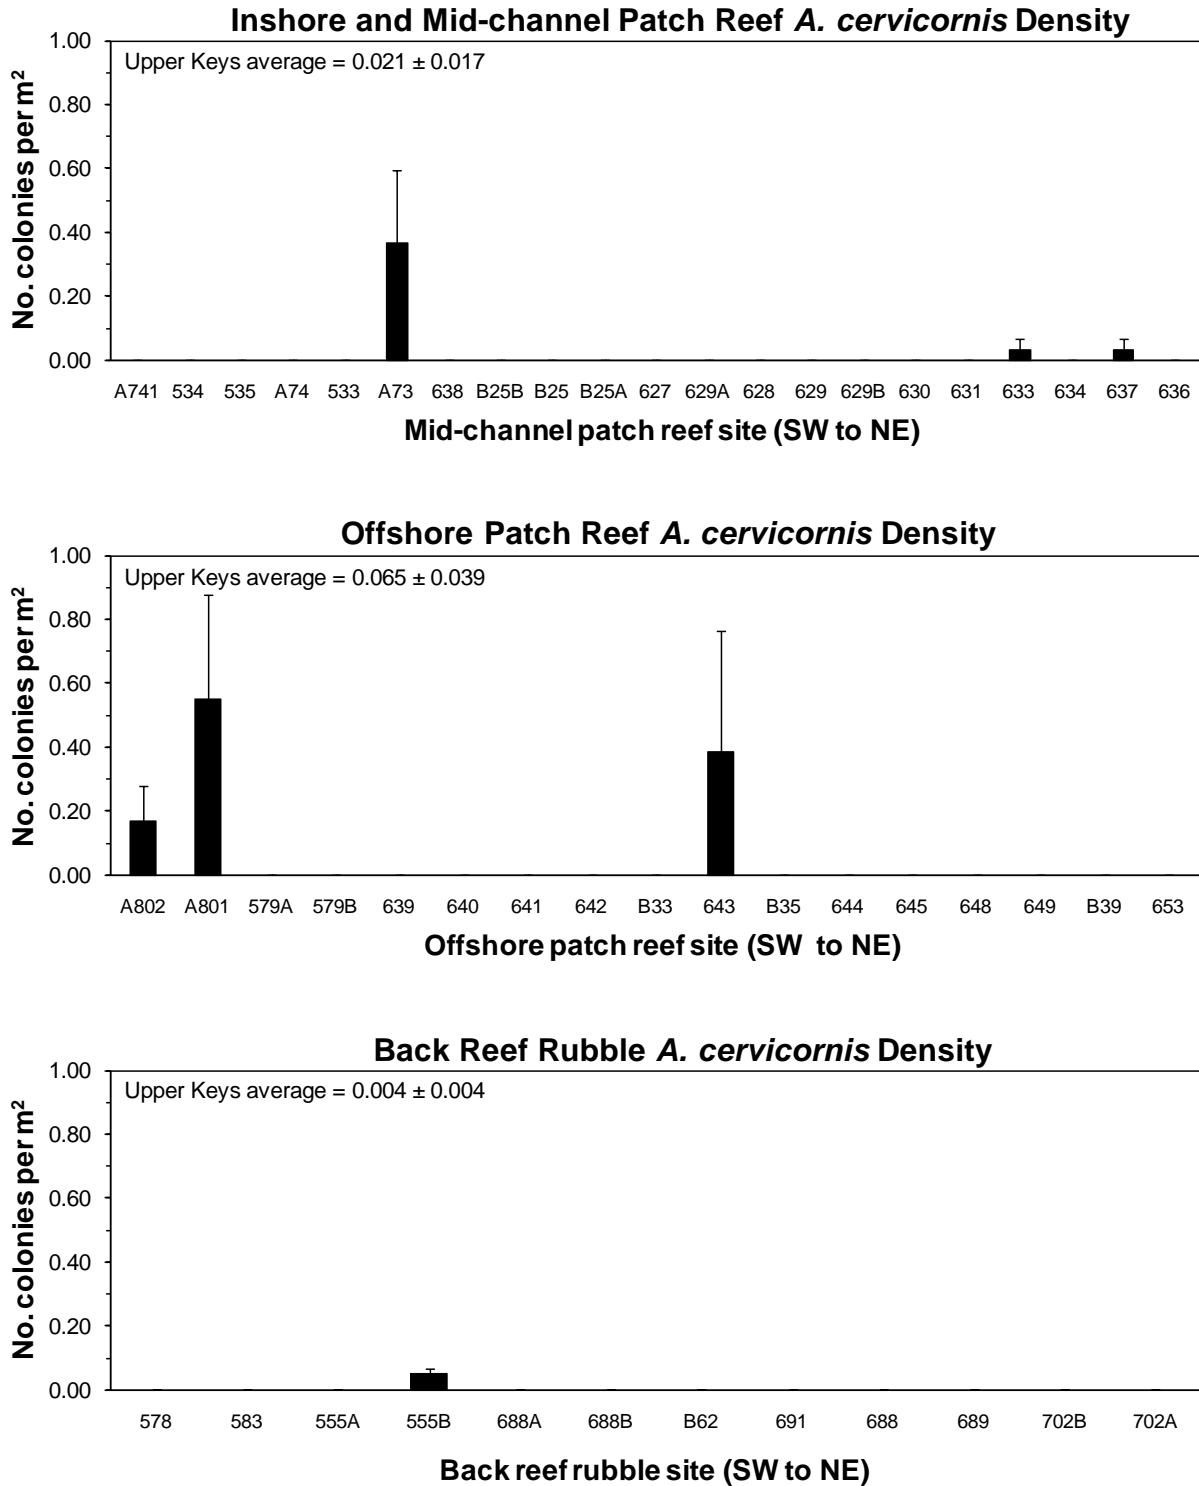 Inshore and Mid-channel Patch Reef A. cervicornis Density
Upper Keys average = 0.021 ± 0.017
No. colonies per m²
1.00
0.80
0.60
0.40
0.20
0.00
A741 534 535 A74 533 A73 638 B25B B25 B25A 627 629A 628 629 629B 630 631 633 634 637 636
Mid-channel patch reef site (SW to NE)
Offshore Patch Reef A. cervicornis Density
Upper Keys average = 0.065 ± 0.039
No. colonies per m²
1.00
0.80
0.60
0.40
0.20
0.00
A802 A801 579A 579B 639 640 641 642 B33 643 B35 644 645 648 649 B39 653
Offshore patch reef site (SW to NE)
Back Reef Rubble A. cervicornis Density
Upper Keys average = 0.004 ± 0.004
No. colonies per m²
1.00
0.80
0.60
0.40
0.20
0.00
578 583 555A 555B 688A 688B B62 691 688 689 702B 702A
Back reef rubble site (SW to NE)